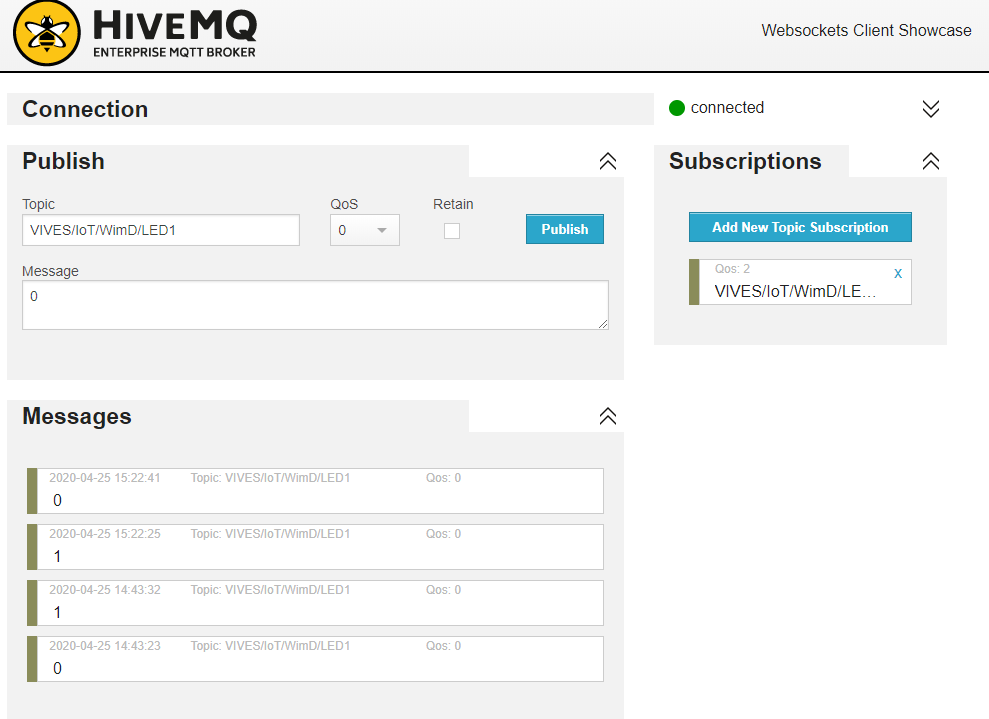 HIVEMQ
ENTERPRISE MQTT BROKER
Websockets Client Showcase
Connection
connected
Publish
Topic
QoS
Retain
VIVES/IoT/WimD/LED1
0
Publish
Message
0
Subscriptions
Add New Topic Subscription
Qos: 2
x
VIVES/IoT/WimD/LE…
Messages
2020-04-25 15:22:41 Topic: VIVES/IoT/WimD/LED1 Qos: 0
0
2020-04-25 15:22:25 Topic: VIVES/IoT/WimD/LED1 Qos: 0
1
2020-04-25 14:43:32 Topic: VIVES/IoT/WimD/LED1 Qos: 0
1
2020-04-25 14:43:23 Topic: VIVES/IoT/WimD/LED1 Qos: 0
0